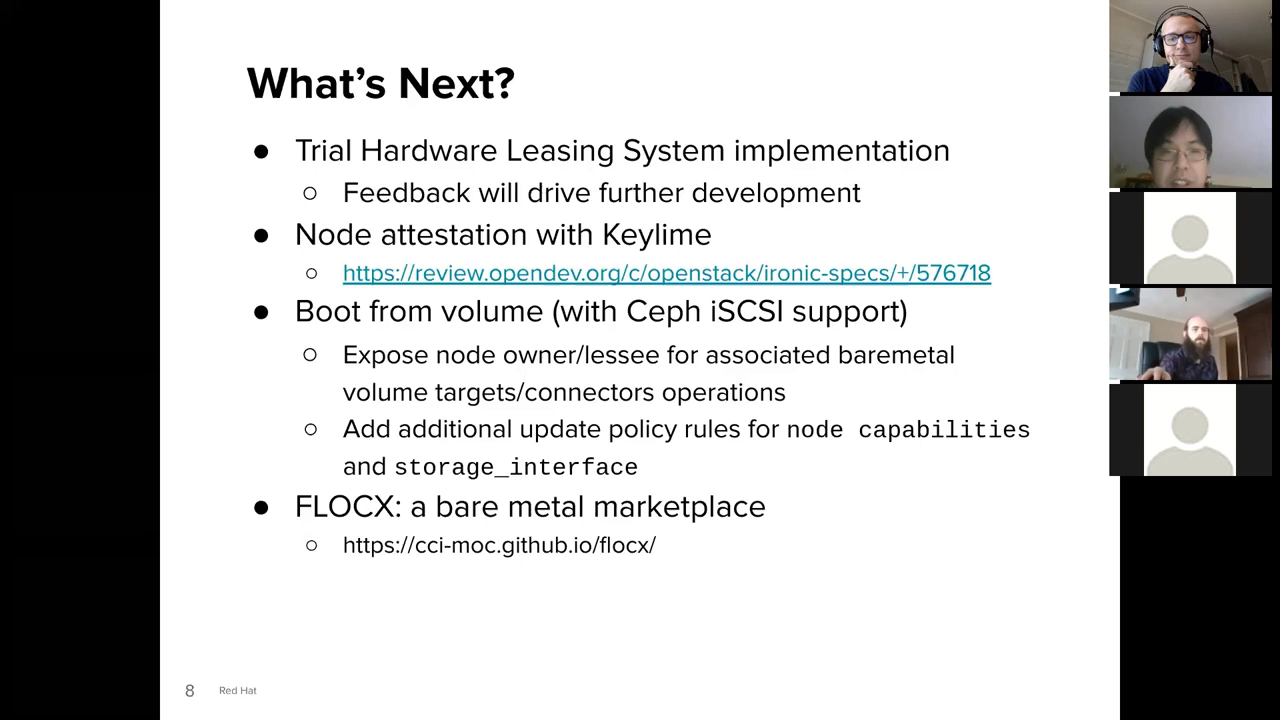 What's Next?
● Trial Hardware Leasing System implementation
○ Feedback will drive further development
● Node attestation with Keylime
○ https://review.opendev.org/c/openstack/ironic-specs/+/576718
● Boot from volume (with Ceph iSCSI support)
○ Expose node owner/lessee for associated baremetal
volume targets/connectors operations
○ Add additional update policy rules for node capabilities
and storage_interface
● FLOCX: a bare metal marketplace
○ https://cci-moc.github.io/flocx/
8 Red Hat